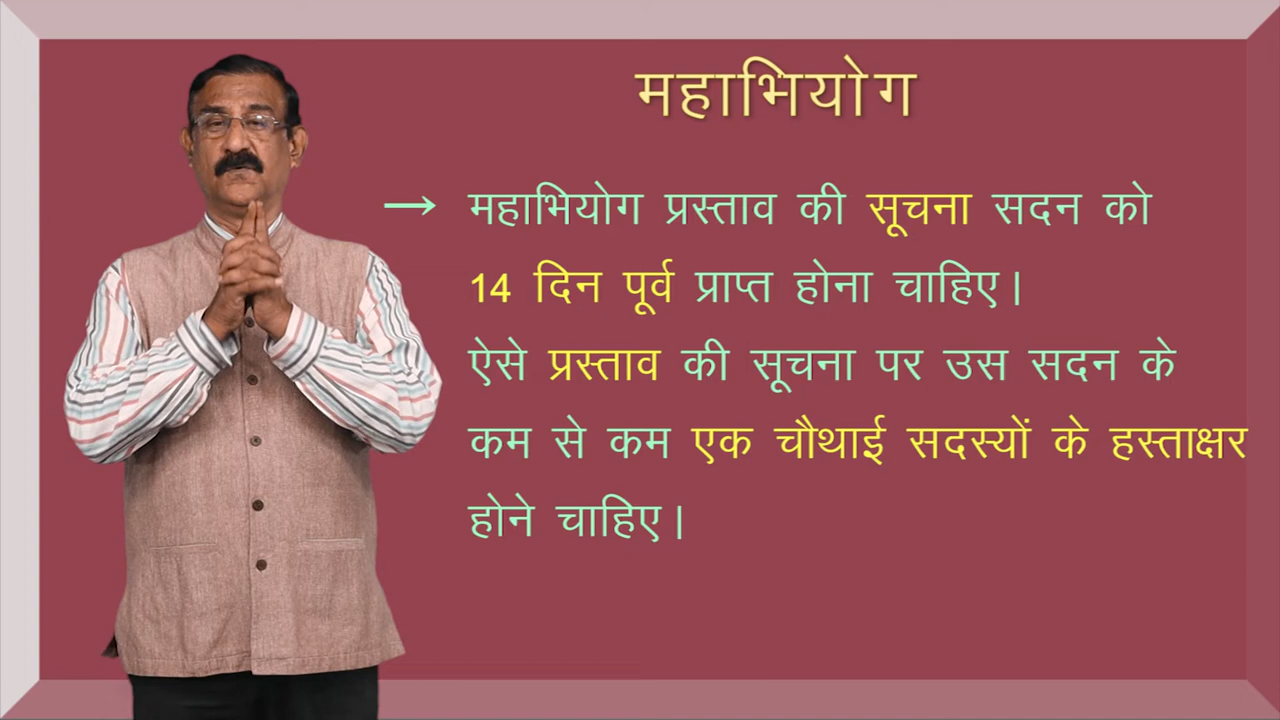 महाभियोग
→ महाभियोग प्रस्ताव की सूचना सदन को
14 दिन पूर्व प्राप्त होना चाहिए।
ऐसे प्रस्ताव की सूचना पर उस सदन के
कम से कम एक चौथाई सदस्यों के हस्ताक्षर
होने चाहिए।